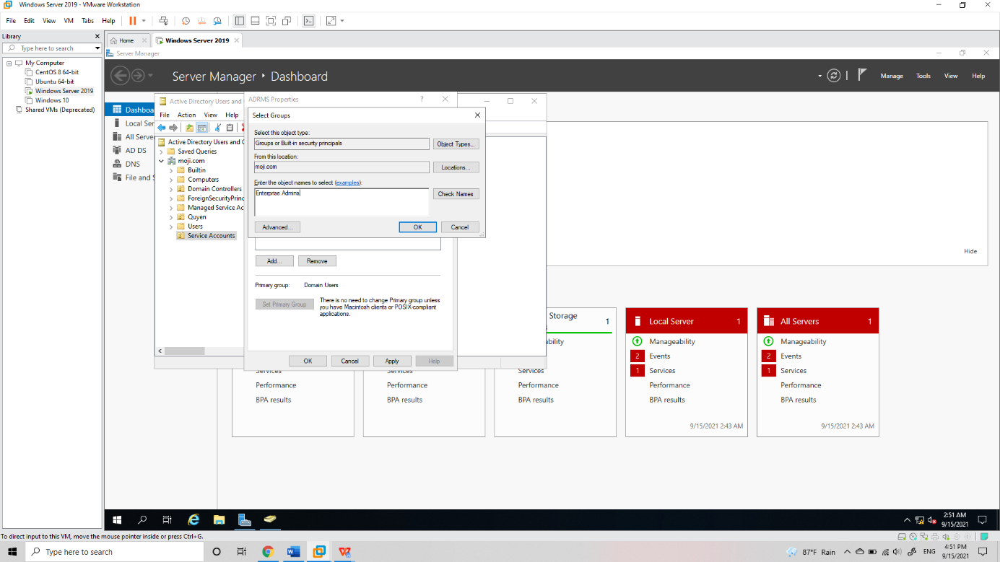 Windows Server 2019 - VMware Workstation
File Edit View VM Tabs Help
Library
Type here to search
My Computer
CentOS 8 64-bit
Ubuntu 64-bit
Windows Server 2019
Windows 10
Shared VMs (Deprecated)
Home
Windows Server 2019
Server Manager
Server Manager Dashboard
Manage Tools View Help
Dashboa
Local Ser
All Serve
AD DS
DNS
File and S
Active Directory Users and
File Action View Help
Active Directory Users and C
Saved Queries
moji.com
Builtin
Computers
Domain Controllers
ForeignSecurityPrinc
Managed Service Ac
Quyen
Users
Service Accounts
ADRMS Properties
Select Groups
Select this object type:
Groups or Built-in security principals
Object Types...
From this location:
moji.com
Locations...
Enter the object names to select (examples):
Enterprise Admins
Check Names
Advanced...
OK
Cancel
Add...
Remove
Primary group: Domain Users
Set Primary Group
There is no need to change Primary group unless
you have Macintosh clients or POSIX-compliant
applications.
OK
Cancel
Apply
Help
Hide
Services
Performance
BPA results
Services
Performance
BPA results
Storage
1
ability
Services
Performance
BPA results
Local Server 1
Manageability
2 Events
1 Services
Performance
BPA results
9/15/2021 2:43 AM
All Servers 1
Manageability
2 Events
1 Services
Performance
BPA results
9/15/2021 2:43 AM
2:51 AM
9/15/2021
To direct input to this VM, move the mouse pointer inside or press Ctrl+G.
Type here to search
87°F Rain
ENG
4:51 PM
9/15/2021